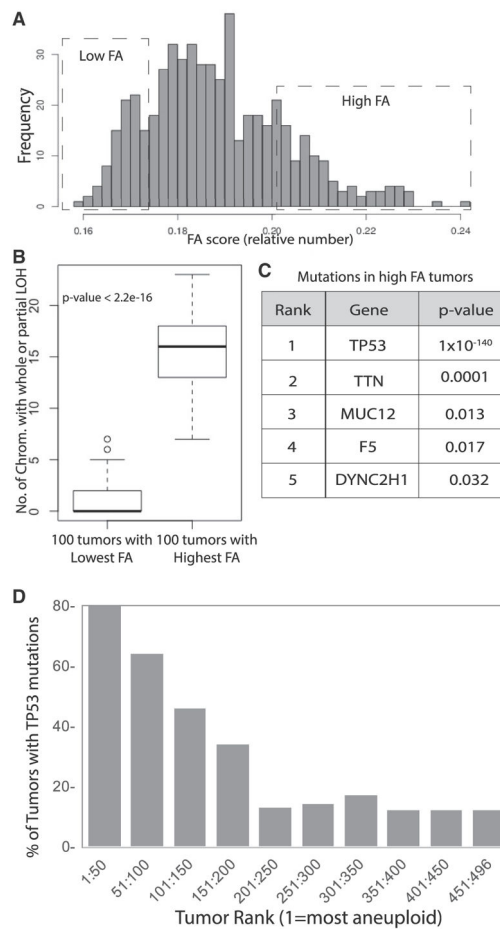 A
Low FA
High FA
Frequency
0 10 20 30
0.16 0.18 0.20 0.22 0.24
FA score (relative number)
B
p-value < 2.2e-16
No. of Chrom. with whole or partial LOH
0 5 10 15 20
100 tumors with Lowest FA
100 tumors with Highest FA
C
Mutations in high FA tumors
Rank Gene p-value
1 TP53 1x10⁻¹⁴⁰
2 TTN 0.0001
3 MUC12 0.013
4 F5 0.017
5 DYNC2H1 0.032
D
% of Tumors with TP53 mutations
80-
60-
40-
20-
0-
1:50 51:100 101:150 151:200 201:250 251:300 301:350 351:400 401:450 451:496
Tumor Rank (1=most aneuploid)